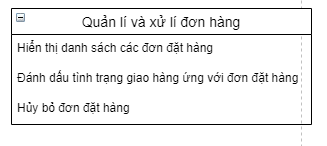 Quản lí và xử lí đơn hàng
Hiển thị danh sách các đơn đặt hàng
Đánh dấu tình trạng giao hàng ứng với đơn đặt hàng
Hủy bỏ đơn đặt hàng